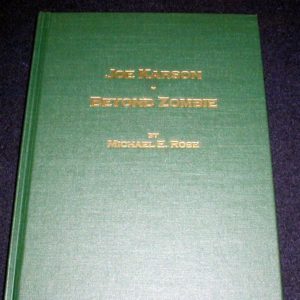 JOE KARSON
-
BEYOND ZOMBIE
BY
MICHAEL E. ROSE